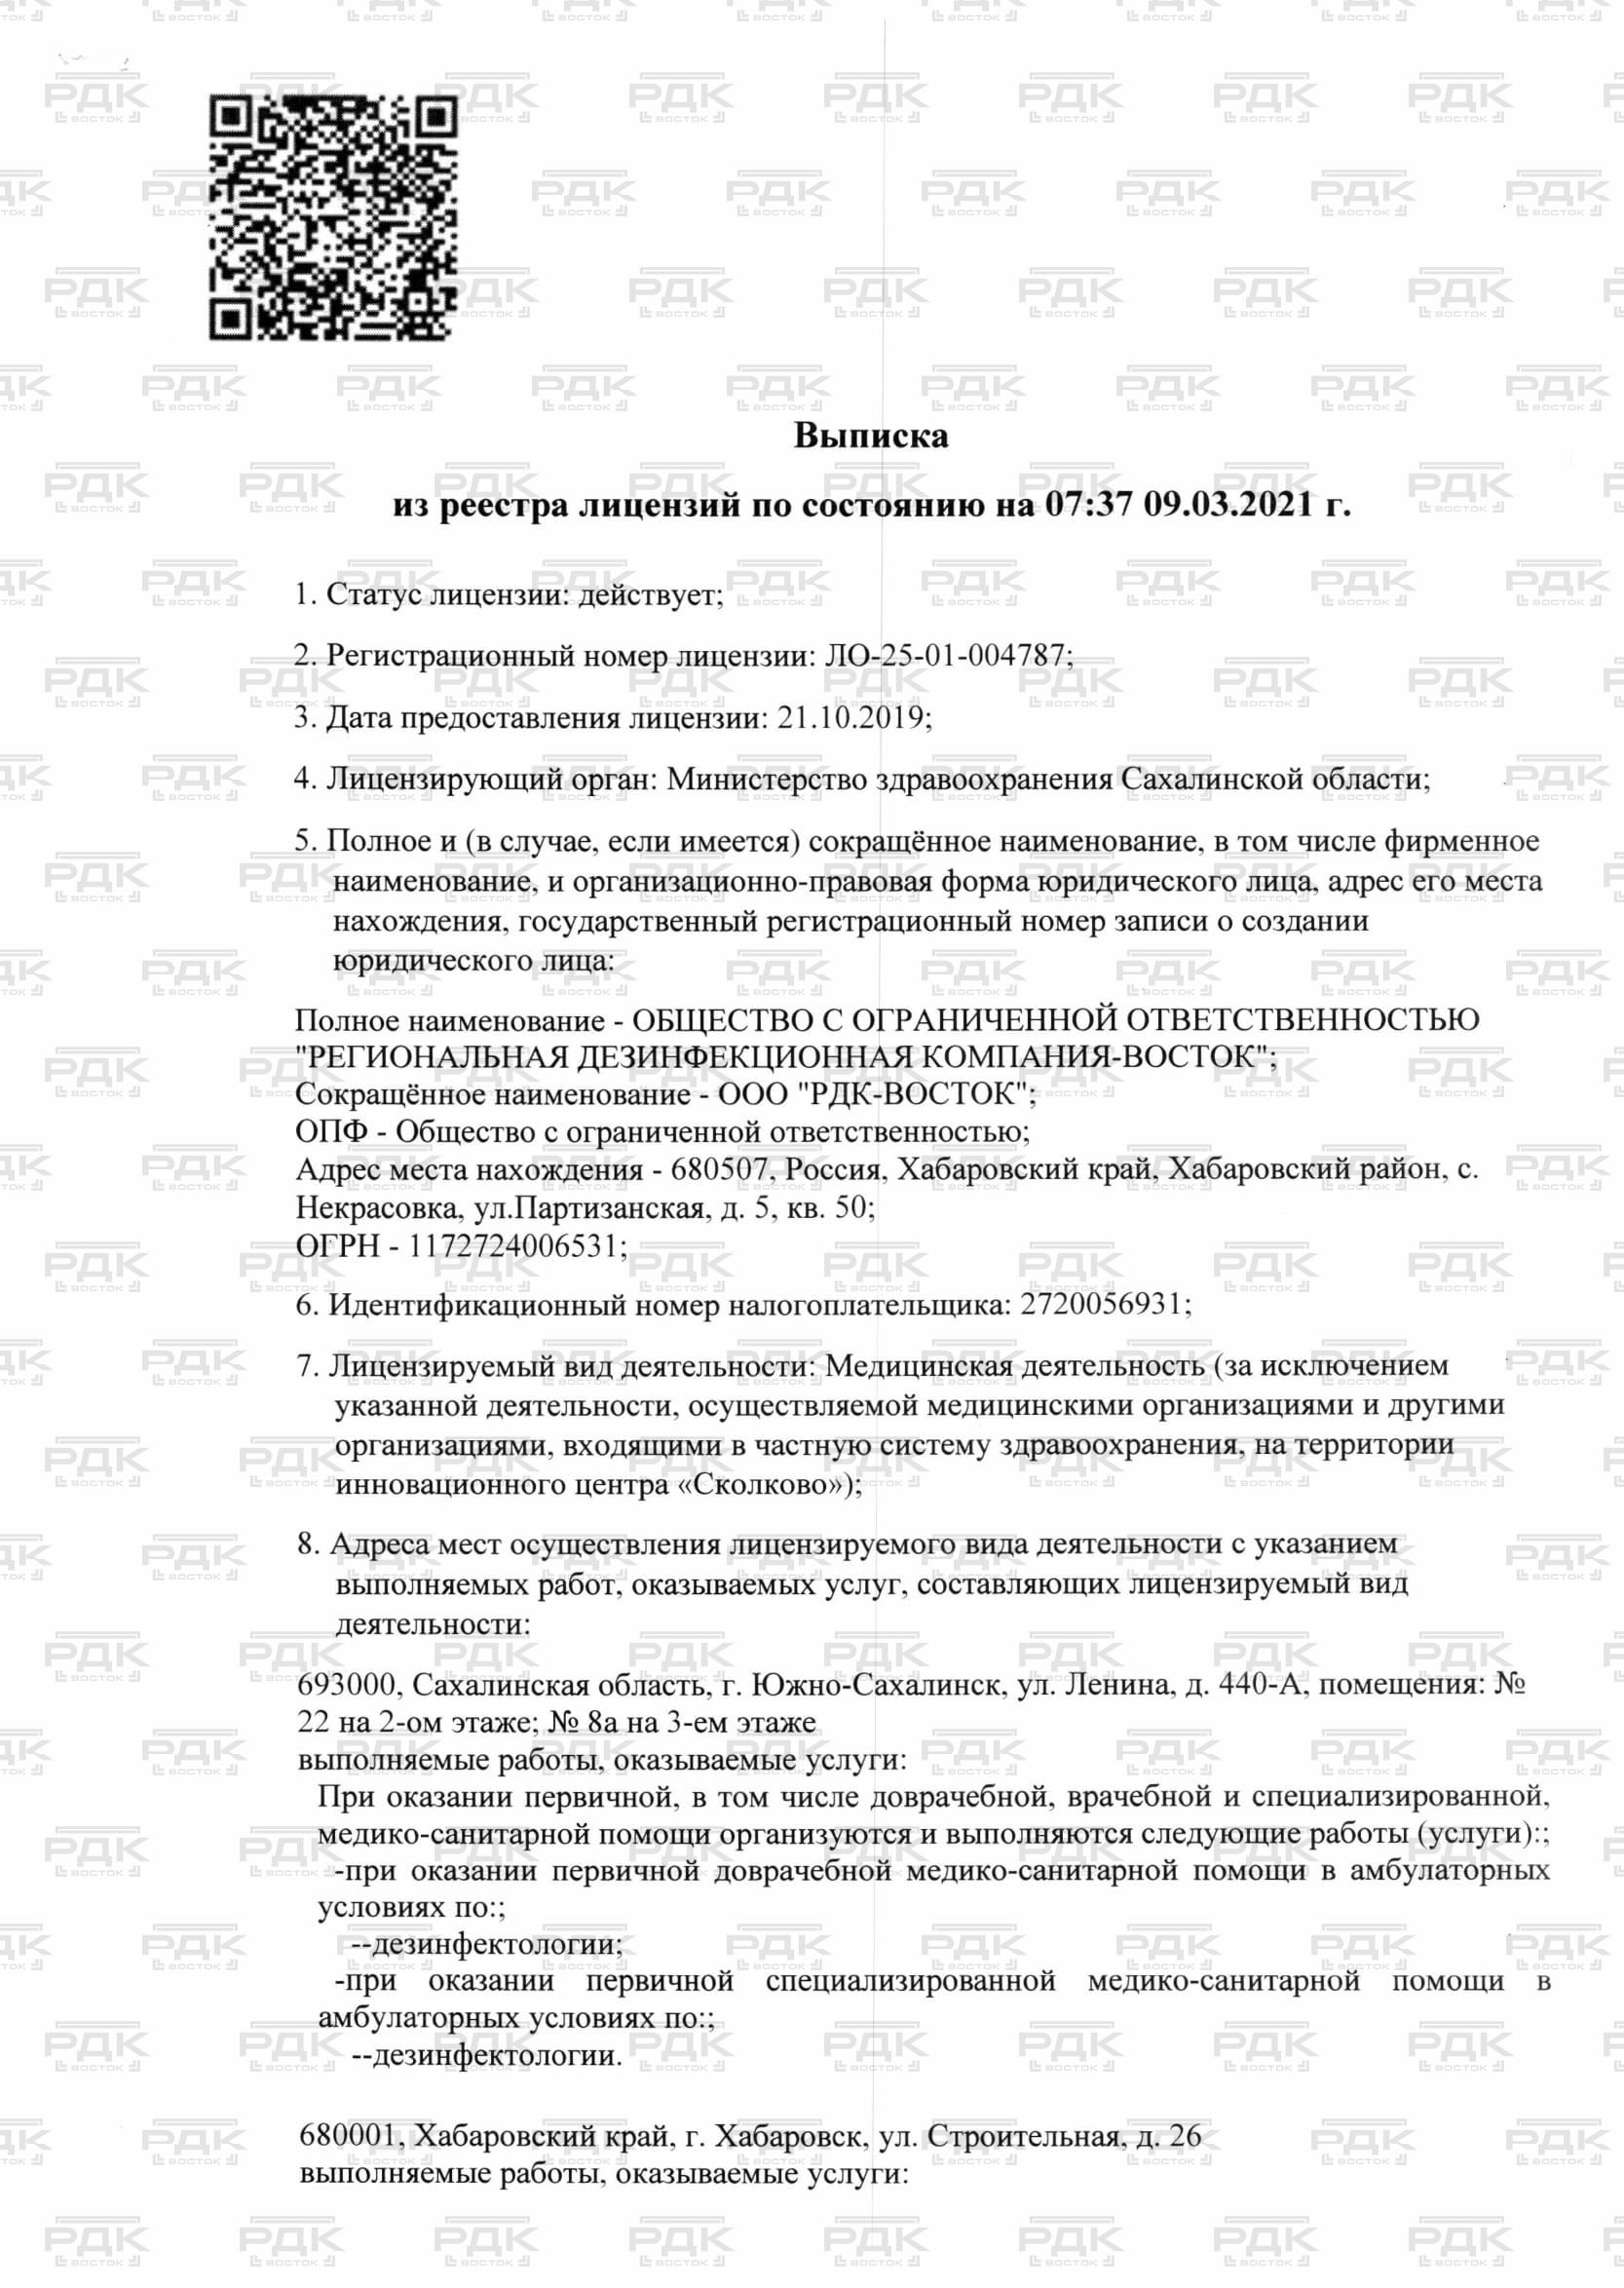 Выписка
из реестра лицензий по состоянию на 07:37 09.03.2021 г.
1. Статус лицензии: действует;
2. Регистрационный номер лицензии: ЛО-25-01-004787;
3. Дата предоставления лицензии: 21.10.2019;
4. Лицензирующий орган: Министерство здравоохранения Сахалинской области;
5. Полное и (в случае, если имеется) сокращённое наименование, в том числе фирменное
наименование, и организационно-правовая форма юридического лица, адрес его места
нахождения, государственный регистрационный номер записи о создании
юридического лица:
Полное наименование - ОБЩЕСТВО С ОГРАНИЧЕННОЙ ОТВЕТСТВЕННОСТЬЮ
"РЕГИОНАЛЬНАЯ ДЕЗИНФЕКЦИОННАЯ КОМПАНИЯ-ВОСТОК";
Сокращённое наименование - ООО "РДК-ВОСТОК";
ОПФ - Общество с ограниченной ответственностью;
Адрес места нахождения - 680507, Россия, Хабаровский край, Хабаровский район, с.
Некрасовка, ул.Партизанская, д. 5, кв. 50;
ОГРН - 1172724006531;
6. Идентификационный номер налогоплательщика: 2720056931;
7. Лицензируемый вид деятельности: Медицинская деятельность (за исключением
указанной деятельности, осуществляемой медицинскими организациями и другими
организациями, входящими в частную систему здравоохранения, на территории
инновационного центра «Сколково»);
8. Адреса мест осуществления лицензируемого вида деятельности с указанием
выполняемых работ, оказываемых услуг, составляющих лицензируемый вид
деятельности:
693000, Сахалинская область, г. Южно-Сахалинск, ул. Ленина, д. 440-А, помещения: №
22 на 2-ом этаже; № 8а на 3-ем этаже
выполняемые работы, оказываемые услуги:
При оказании первичной, в том числе доврачебной, врачебной и специализированной,
медико-санитарной помощи организуются и выполняются следующие работы (услуги):;
-при оказании первичной доврачебной медико-санитарной помощи в амбулаторных
условиях по:;
--дезинфектологии;
-при оказании первичной специализированной медико-санитарной помощи в
амбулаторных условиях по:;
--дезинфектологии.
680001, Хабаровский край, г. Хабаровск, ул. Строительная, д. 26
выполняемые работы, оказываемые услуги:
РДК
ВОСТОК